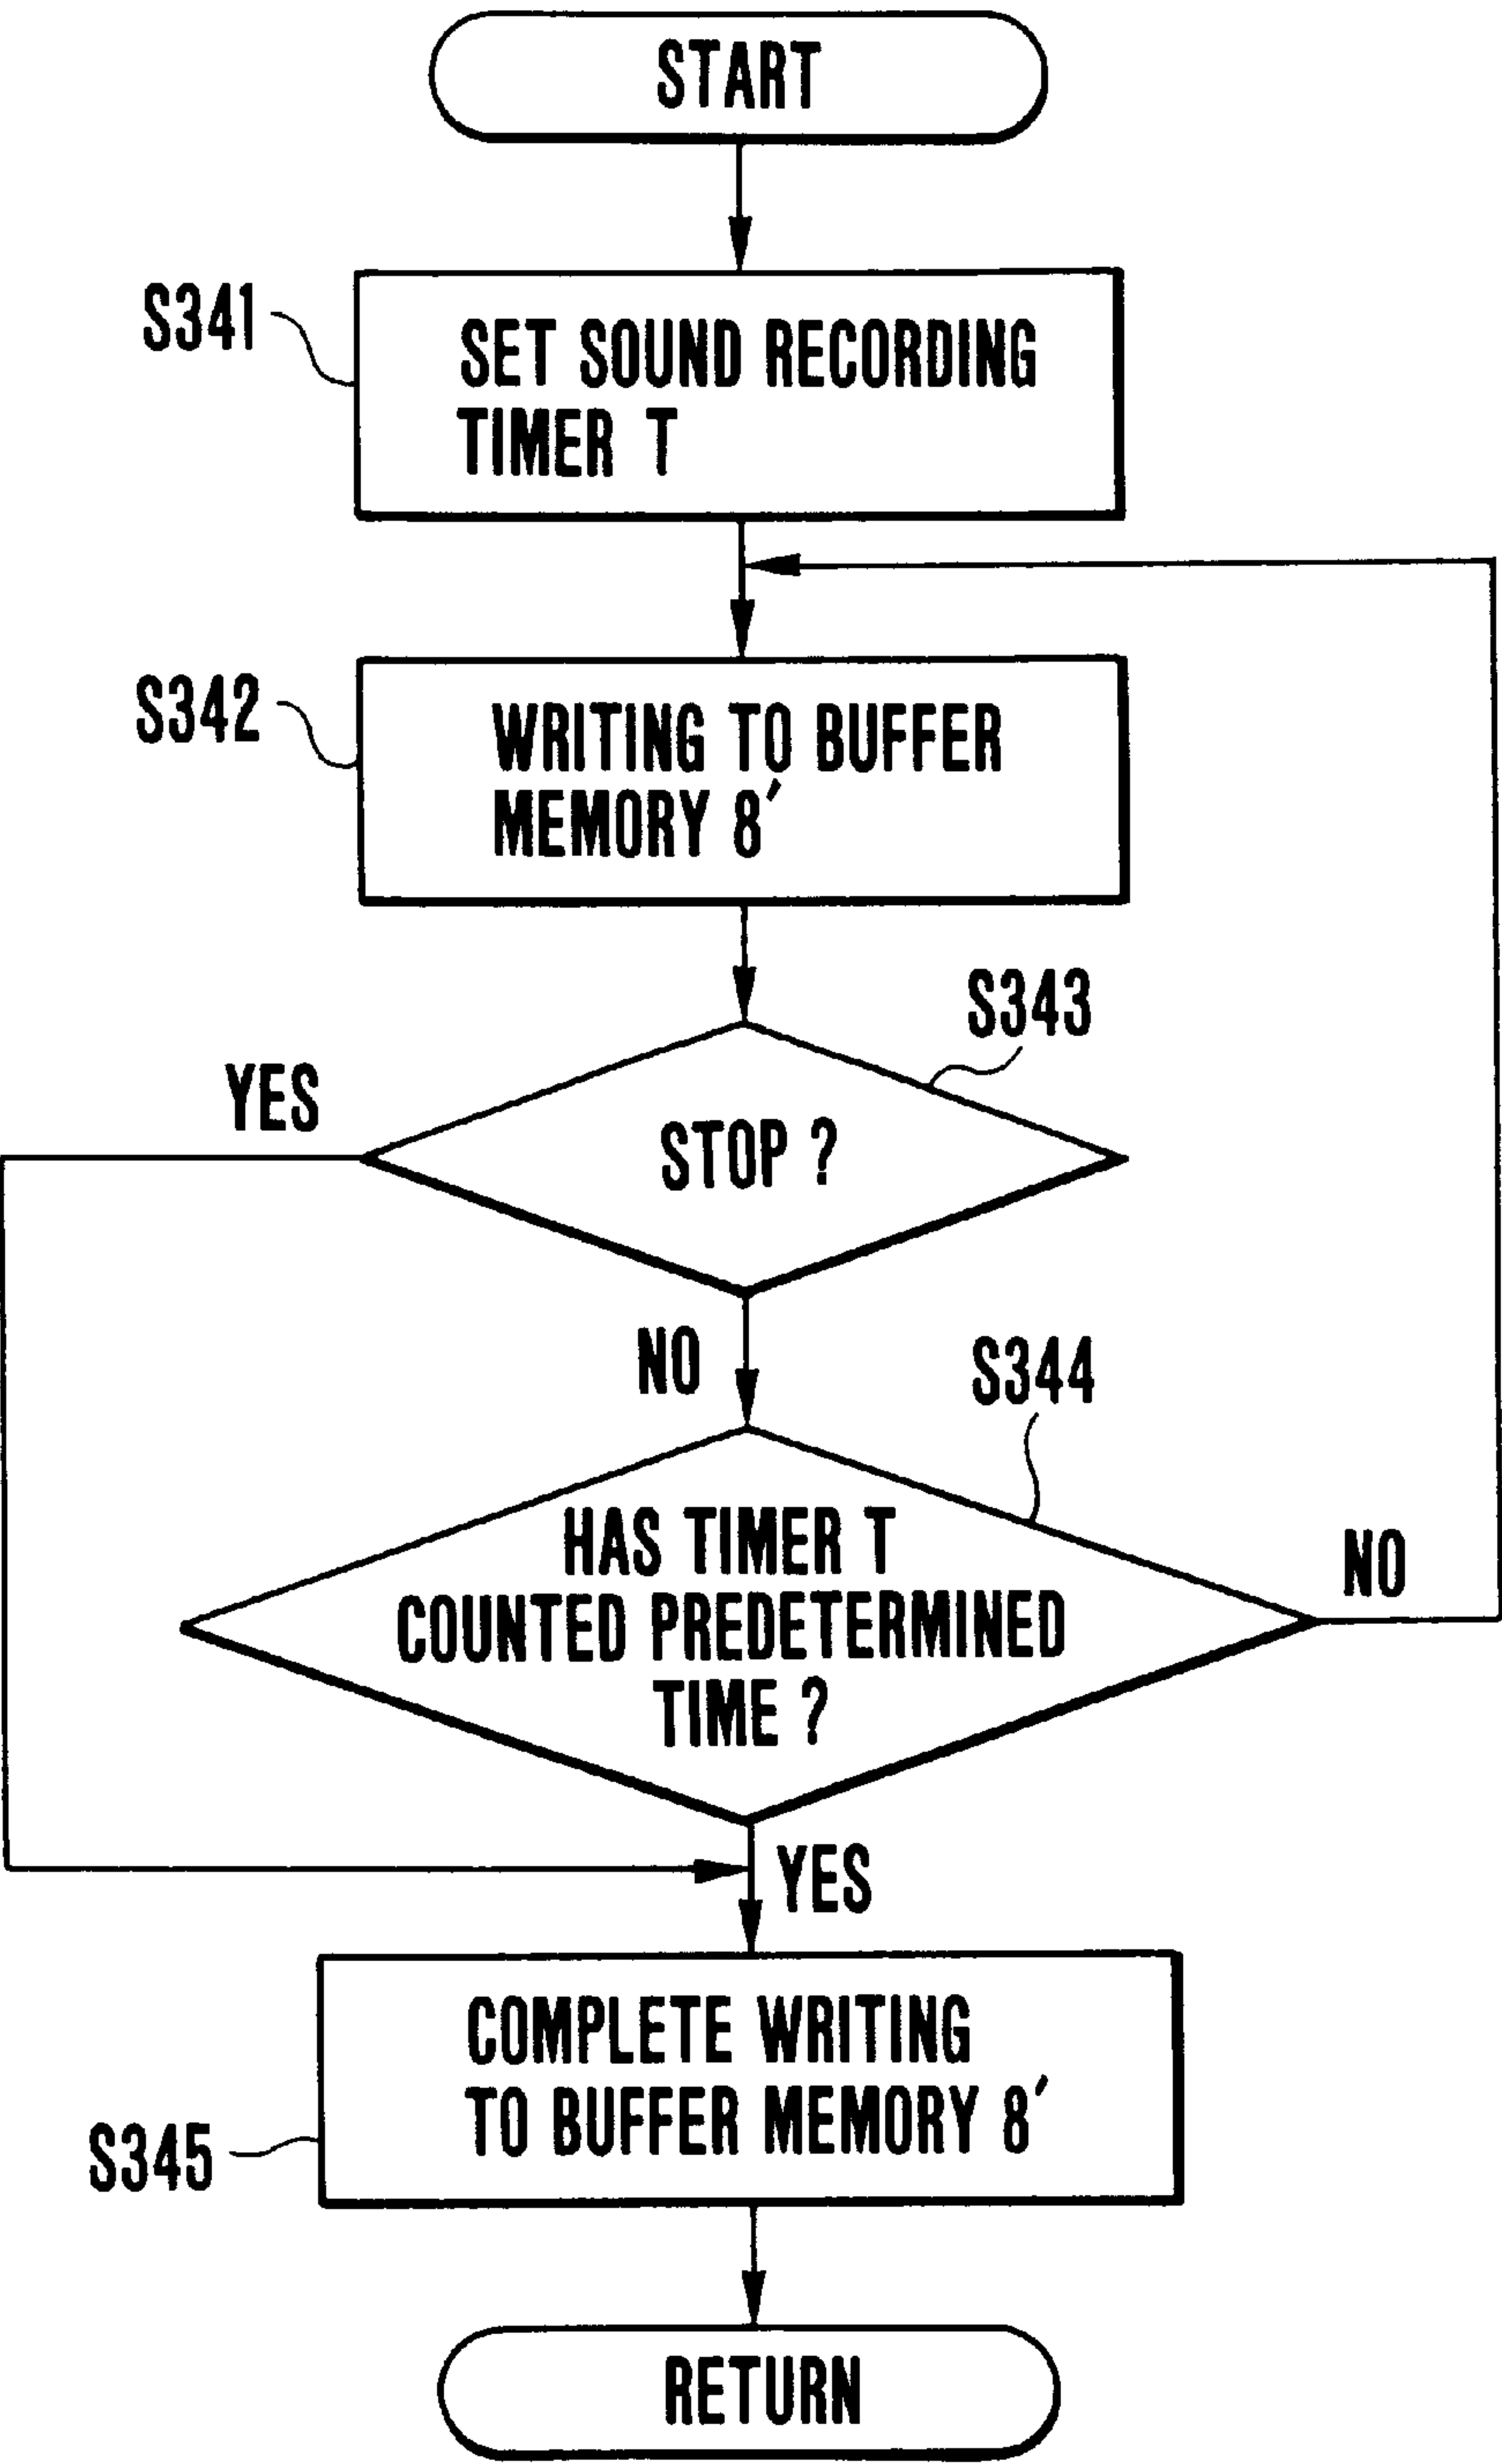 START
S341
SET SOUND RECORDING
TIMER T
S342
WRITING TO BUFFER
MEMORY 8′
S343
YES
STOP ?
NO
S344
HAS TIMER T
COUNTED PREDETERMINED
TIME ?
NO
YES
COMPLETE WRITING
TO BUFFER MEMORY 8′
S345
RETURN